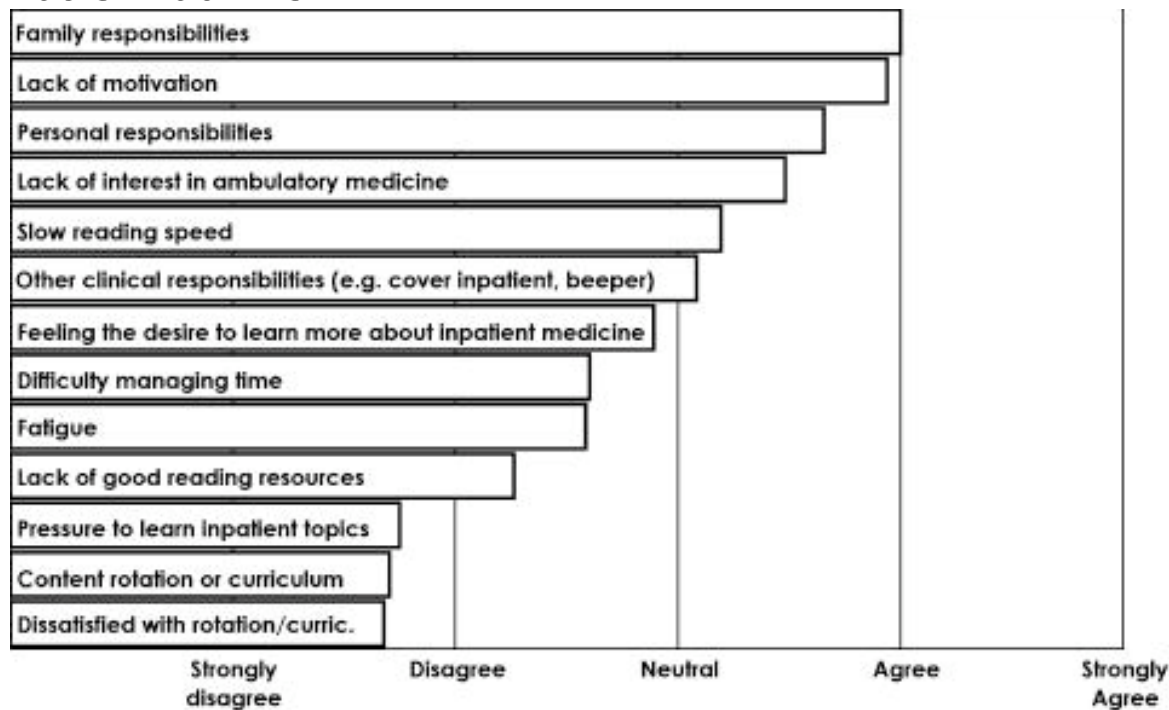 Family responsibilities
Lack of motivation
Personal responsibilities
Lack of interest in ambulatory medicine
Slow reading speed
Other clinical responsibilities (e.g. cover inpatient, beeper)
Feeling the desire to learn more about inpatient medicine
Difficulty managing time
Fatigue
Lack of good reading resources
Pressure to learn inpatient topics
Content rotation or curriculum
Dissatisfied with rotation/curric.
Strongly disagree
Disagree
Neutral
Agree
Strongly Agree